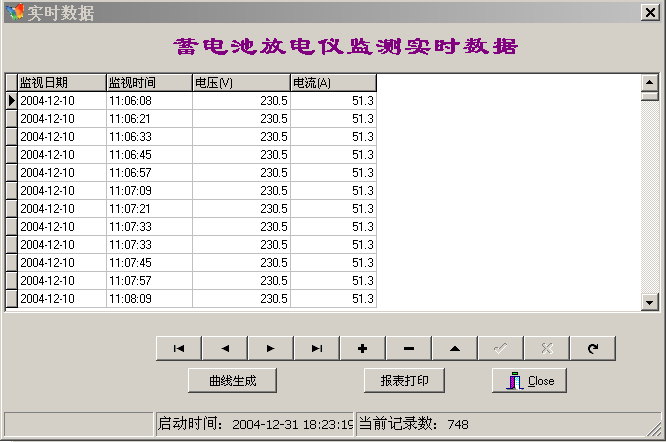 实时数据
蓄电池放电仪监测实时数据
监视日期 监视时间 电压(V) 电流(A)
2004-12-10 11:06:08 230.5 51.3
2004-12-10 11:06:21 230.5 51.3
2004-12-10 11:06:33 230.5 51.3
2004-12-10 11:06:45 230.5 51.3
2004-12-10 11:06:57 230.5 51.3
2004-12-10 11:07:09 230.5 51.3
2004-12-10 11:07:21 230.5 51.3
2004-12-10 11:07:33 230.5 51.3
2004-12-10 11:07:33 230.5 51.3
2004-12-10 11:07:45 230.5 51.3
2004-12-10 11:07:57 230.5 51.3
2004-12-10 11:08:09 230.5 51.3
曲线生成 报表打印 Close
启动时间: 2004-12-31 18:23:19 当前记录数: 748